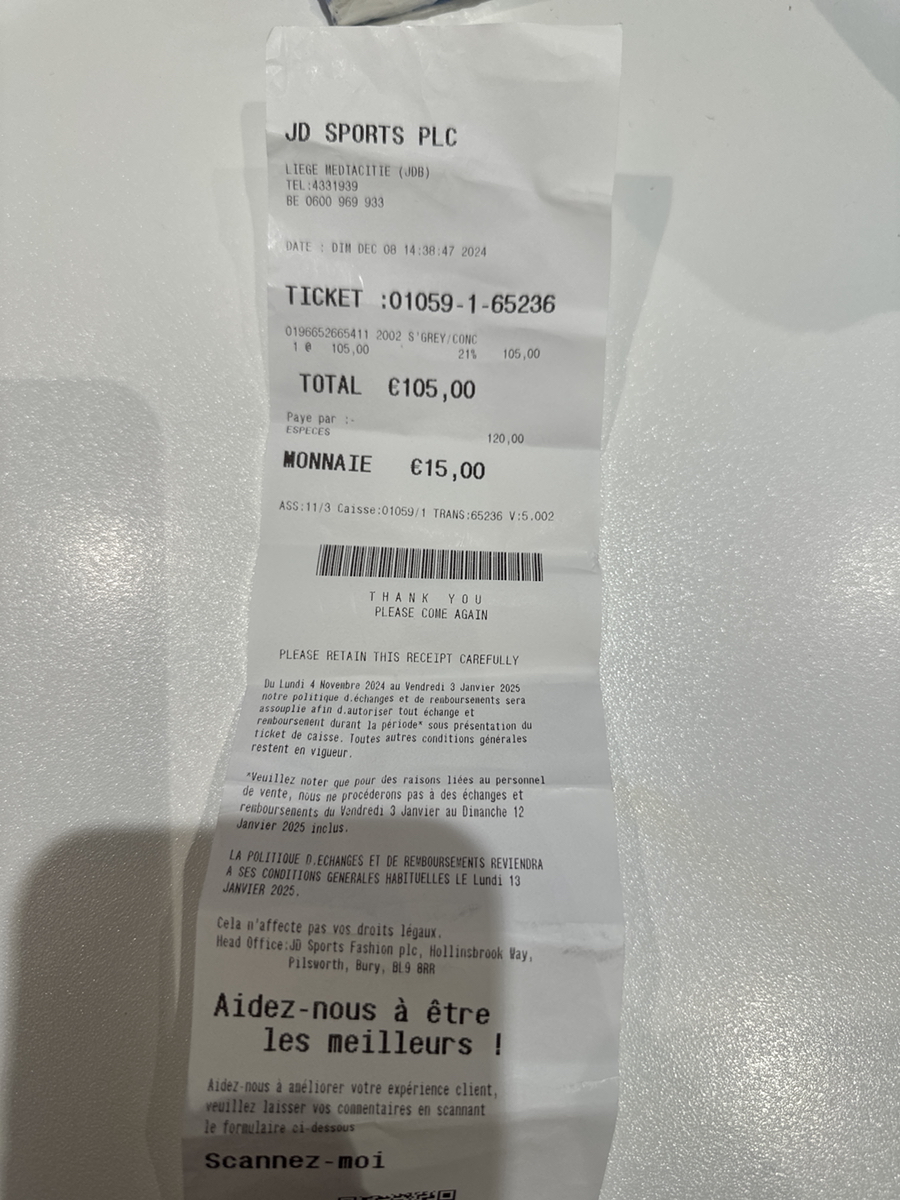 JD SPORTS PLC
LIEGE MEDIACITIE (JDB)
TEL:4331939
BE 0600 969 933
DATE : DIM DEC 08 14:38:47 2024
TICKET :01059-1-65236
0196652665411 2002 S'GREY/CONC
1 @ 105,00 21% 105,00
TOTAL €105,00
Paye par :-
ESPECES 120,00
MONNAIE €15,00
ASS:11/3 Caisse:01059/1 TRANS:65236 V:5.002
THANK YOU
PLEASE COME AGAIN
PLEASE RETAIN THIS RECEIPT CAREFULLY
Du Lundi 4 Novembre 2024 au Vendredi 3 Janvier 2025
notre politique d.échanges et de remboursements sera
assouplie afin d.autoriser tout échange et
remboursement durant la période* sous présentation du
ticket de caisse. Toutes autres conditions générales
restent en vigueur.
*Veuillez noter que pour des raisons liées au personnel
de vente, nous ne procéderons pas à des échanges et
remboursements du Vendredi 3 Janvier au Dimanche 12
Janvier 2025 inclus.
LA POLITIQUE D.ECHANGES ET DE REMBOURSEMENTS REVIENDRA
A SES CONDITIONS GENERALES HABITUELLES LE Lundi 13
JANVIER 2025.
Cela n'affecte pas vos droits légaux.
Head Office:JD Sports Fashion plc, Hollinsbrook Way,
Pilsworth, Bury, BL9 8RR
Aidez-nous à être
les meilleurs !
Aidez-nous à améliorer votre expérience client,
veuillez laisser vos commentaires en scannant
le formulaire ci-dessous
Scannez-moi